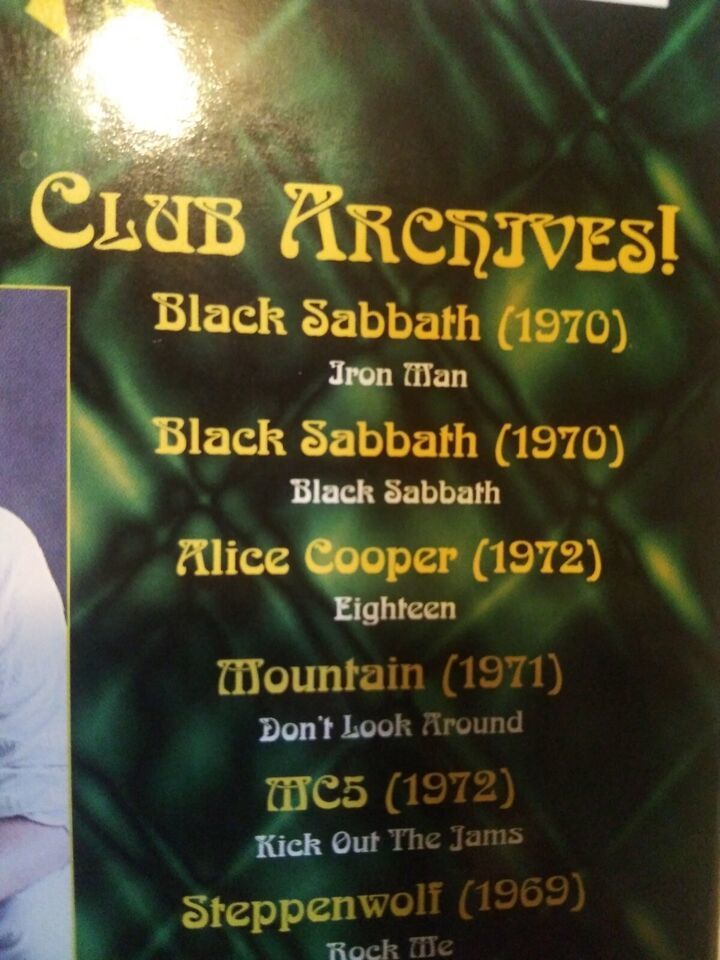 Club Archives!
Black Sabbath (1970)
Iron Man
Black Sabbath (1970)
Black Sabbath
Alice Cooper (1972)
Eighteen
Mountain (1971)
Don't Look Around
MC5 (1972)
Kick Out The Jams
Steppenwolf (1969)
Rock Me